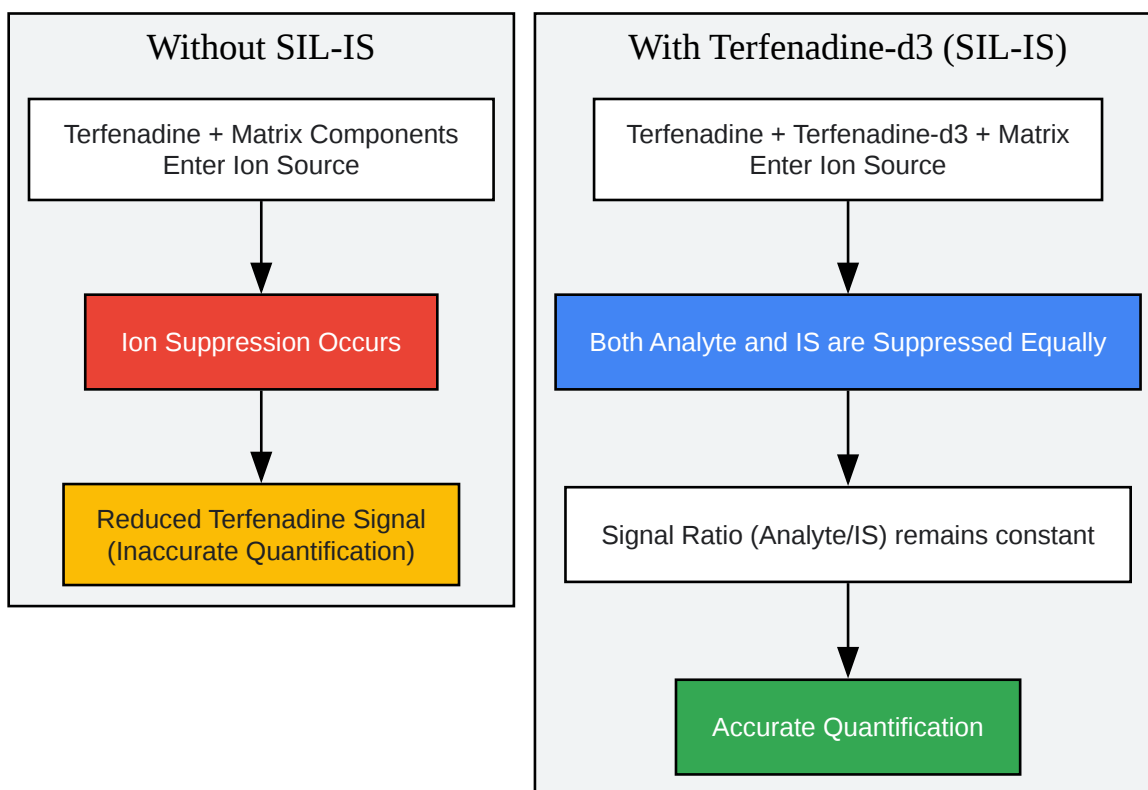 Without SIL-IS
Terfenadine + Matrix Components
Enter Ion Source
Ion Suppression Occurs
Reduced Terfenadine Signal
(Inaccurate Quantification)
With Terfenadine-d3 (SIL-IS)
Terfenadine + Terfenadine-d3 + Matrix
Enter Ion Source
Both Analyte and IS are Suppressed Equally
Signal Ratio (Analyte/IS) remains constant
Accurate Quantification